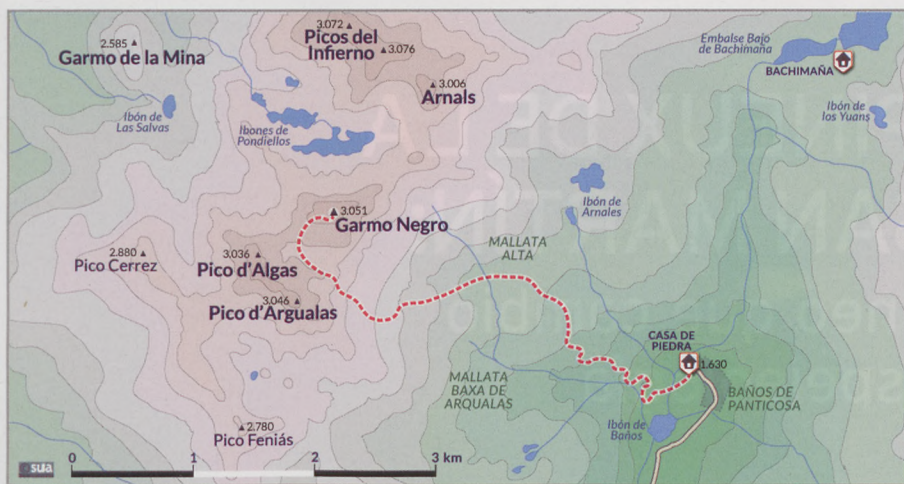 3.072
Picos del
Infierno
3.076
2.585
Garmo de la Mina
3.006
Arnals
Embalse Bajo
de Bachimaña
BACHIMAÑA
Ibón de
Las Salvas
Ibones de
Pondiellos
Ibón de
los Yuans
Ibón de
Arnales
3.051
Garmo Negro
MALLATA
ALTA
2.880
Pico Cerrez
3.036
Pico d'Algas
3.046
Pico d'Argualas
CASA DE
PIEDRA
1.630
MALLATA
BAXA DE
ARQUALAS
BAÑOS DE
PANTICOSA
Ibón de
Baños
2.780
Pico Feniás
sua
0 1 2 3 km